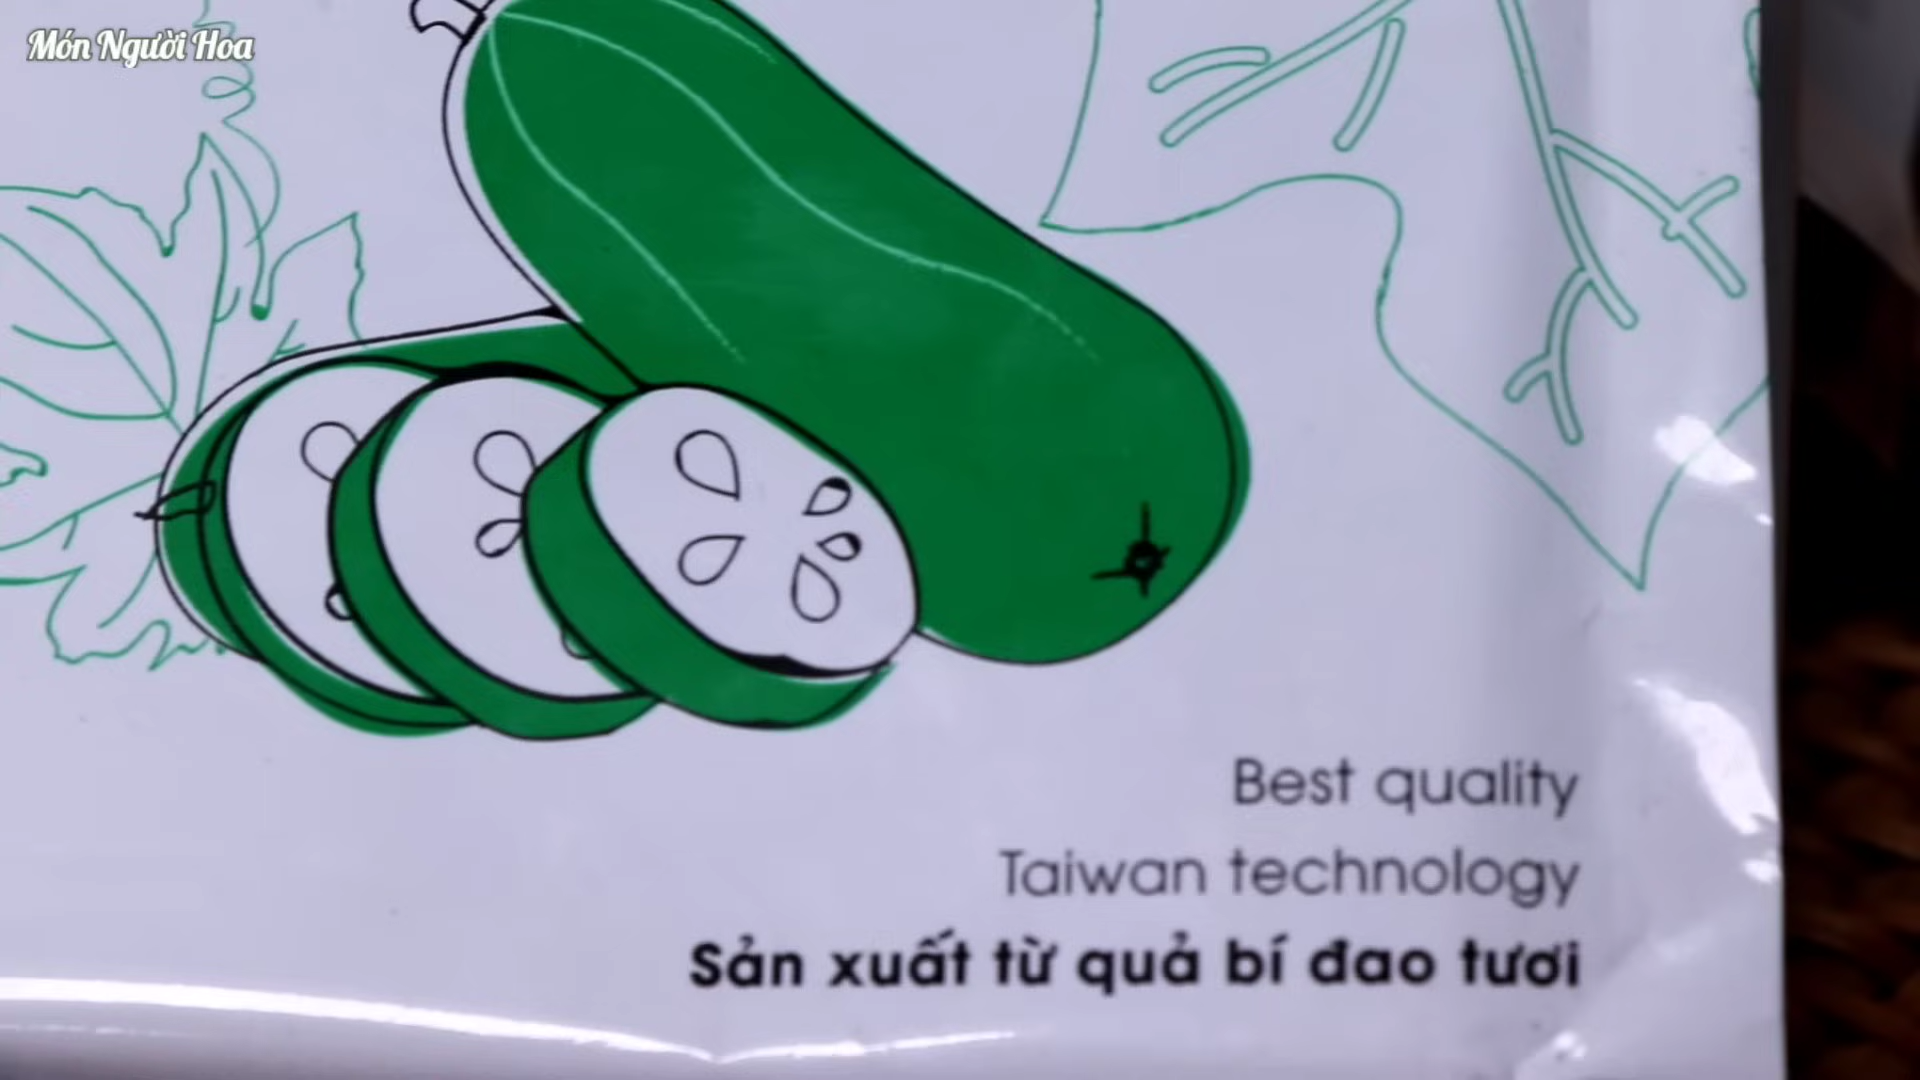 Món Người Hoa
Best quality
Taiwan technology
Sản xuất từ quả bí đao tươi